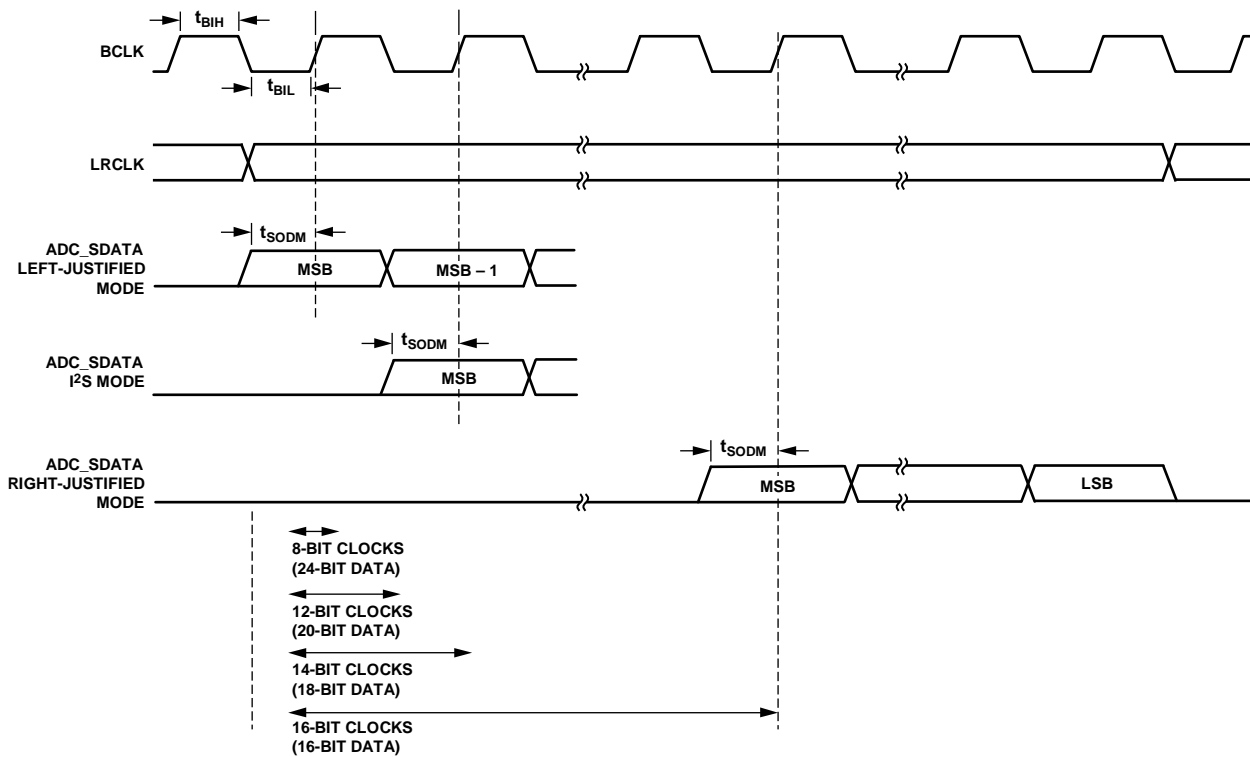 tBIH
BCLK
tBIL
LRCLK
tSODM
ADC_SDATA
LEFT-JUSTIFIED
MODE
MSB
MSB – 1
tSODM
ADC_SDATA
I²S MODE
MSB
tSODM
ADC_SDATA
RIGHT-JUSTIFIED
MODE
MSB
LSB
8-BIT CLOCKS
(24-BIT DATA)
12-BIT CLOCKS
(20-BIT DATA)
14-BIT CLOCKS
(18-BIT DATA)
16-BIT CLOCKS
(16-BIT DATA)